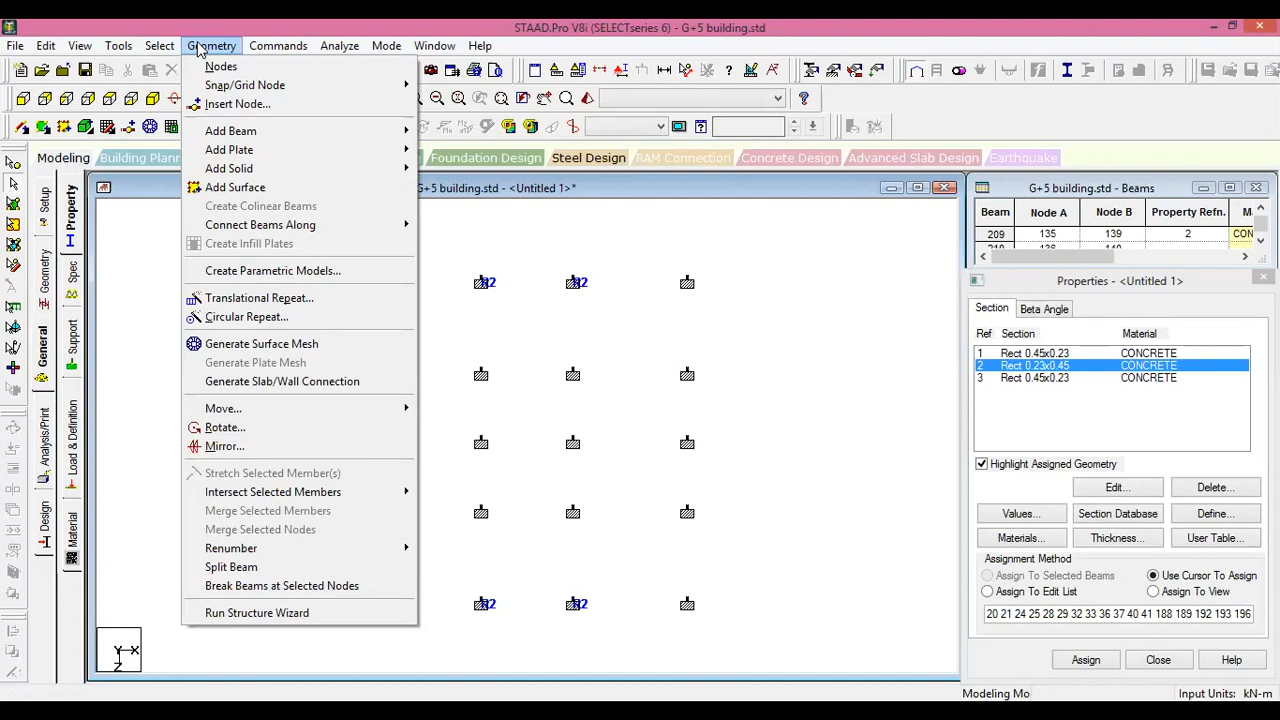 STAAD.Pro V8i (SELECTseries 6) - G+5 building.std
File Edit View Tools Select Geometry Commands Analyze Mode Window Help
Nodes
Snap/Grid Node
Insert Node...
Add Beam
Add Plate
Add Solid
Add Surface
Create Colinear Beams
Connect Beams Along
Create Infill Plates
Create Parametric Models...
Translational Repeat...
Circular Repeat...
Generate Surface Mesh
Generate Plate Mesh
Generate Slab/Wall Connection
Move...
Rotate...
Mirror...
Stretch Selected Member(s)
Intersect Selected Members
Merge Selected Members
Merge Selected Nodes
Renumber
Split Beam
Break Beams at Selected Nodes
Run Structure Wizard
Modeling Building Plann Foundation Design Steel Design RAM Connection Concrete Design Advanced Slab Design Earthquake
Setup
Geometry
General
Analysis/Print
Design
Property
Spec
Support
Load & Definition
Material
G+5 building.std - <Untitled 1>*
R2 R2
R2 R2
Y X
Z
G+5 building.std - Beams
Beam Node A Node B Property Refn.
209 135 139 2 CON
Properties - <Untitled 1>
Section Beta Angle
Ref Section Material
1 Rect 0.45x0.23 CONCRETE
2 Rect 0.23x0.45 CONCRETE
3 Rect 0.45x0.23 CONCRETE
Highlight Assigned Geometry
Edit... Delete...
Values... Section Database Define...
Materials... Thickness... User Table...
Assignment Method
Assign To Selected Beams Use Cursor To Assign
Assign To Edit List Assign To View
20 21 24 25 28 29 32 33 36 37 40 41 188 189 192 193 196
Assign Close Help
Modeling Mo Input Units: kN-m